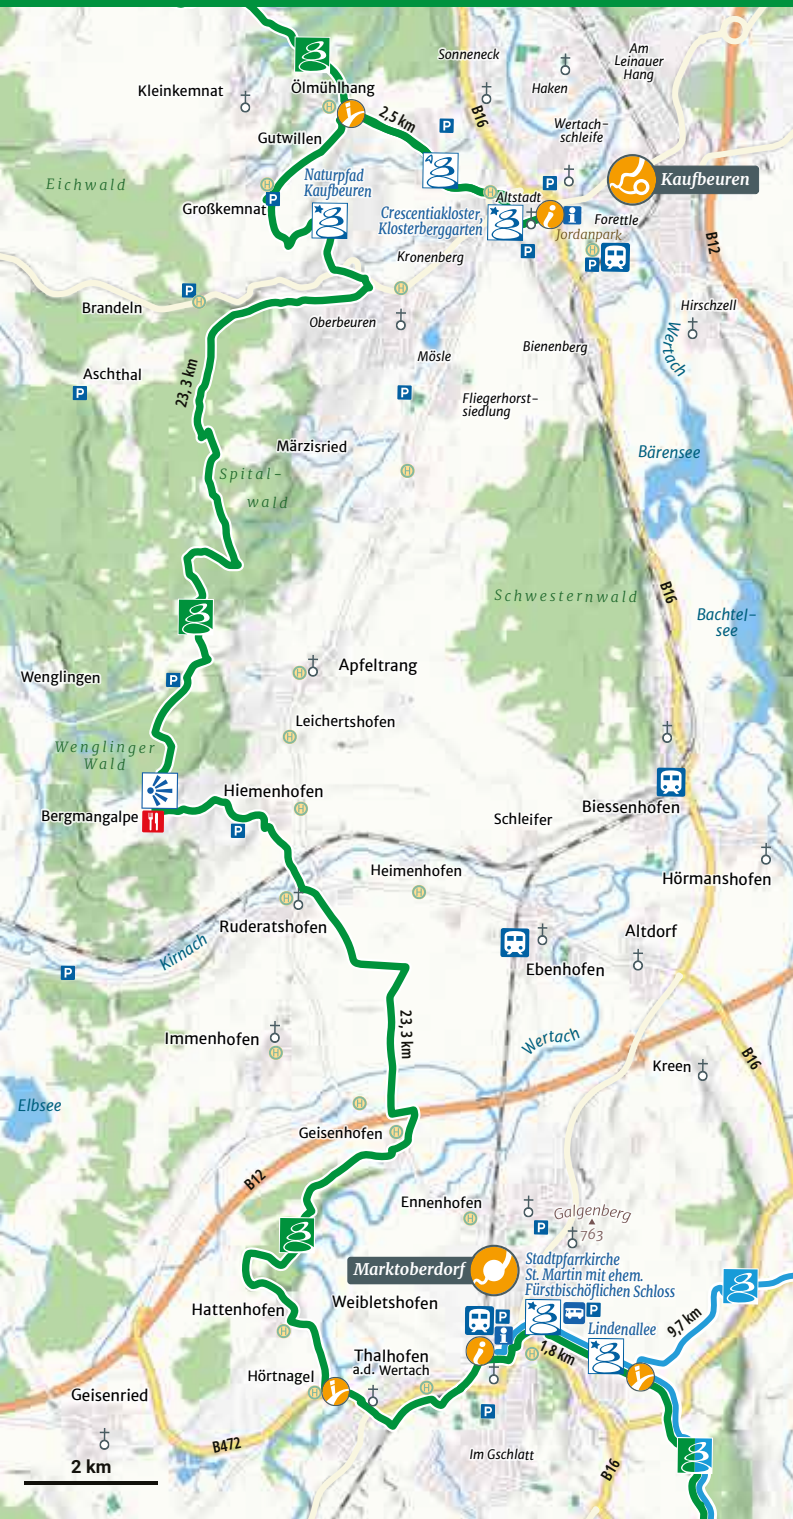 Sonneneck
Am
Leinauer
Hang
Kleinkemnat
Ölmühlhang
Haken
H
2,5 km
B16
P
Wertach-
schleife
Gutwillen
A
Eichwald
Naturpfad
Kaufbeuren
H
P
Kaufbeuren
Großkemnat
P
H
Altstadt
Crescentiakloster,
Klosterberggarten
i
Forettle
Jordanpark
B12
P
H
P
Kronenberg
P
H
H
Brandeln
Oberbeuren
Hirschzell
Wertach
Mösle
Bienenberg
Aschthal
P
23,3 km
P
Fliegerhorst-
siedlung
Märzisried
Bärensee
H
Spital-
wald
B16
Schwesternwald
Bachtel-
see
Wenglingen
P
H
Apfeltrang
Leichertshofen
H
Wenglinger
Wald
Hiemenhofen
H
Biessenhofen
Bergmangalpe
P
Schleifer
Heimenhofen
H
Hörmanshofen
H
Ruderatshofen
Kirnach
Altdorf
P
Ebenhofen
23,3 km
Immenhofen
H
Wertach
B16
Kreen
Elbsee
H
Geisenhofen
H
B12
Ennenhofen
H
Galgenberg
763
P
Marktoberdorf
Stadtpfarrkirche
St. Martin mit ehem.
Fürstbischöflichen Schloss
Hattenhofen
H
Weibletshofen
P
P
Lindenallee
9,7 km
i
1,8 km
H
Thalhofen
a.d. Wertach
Hörtnagel
H
H
Geisenried
P
B472
Im Gschlatt
B16
2 km